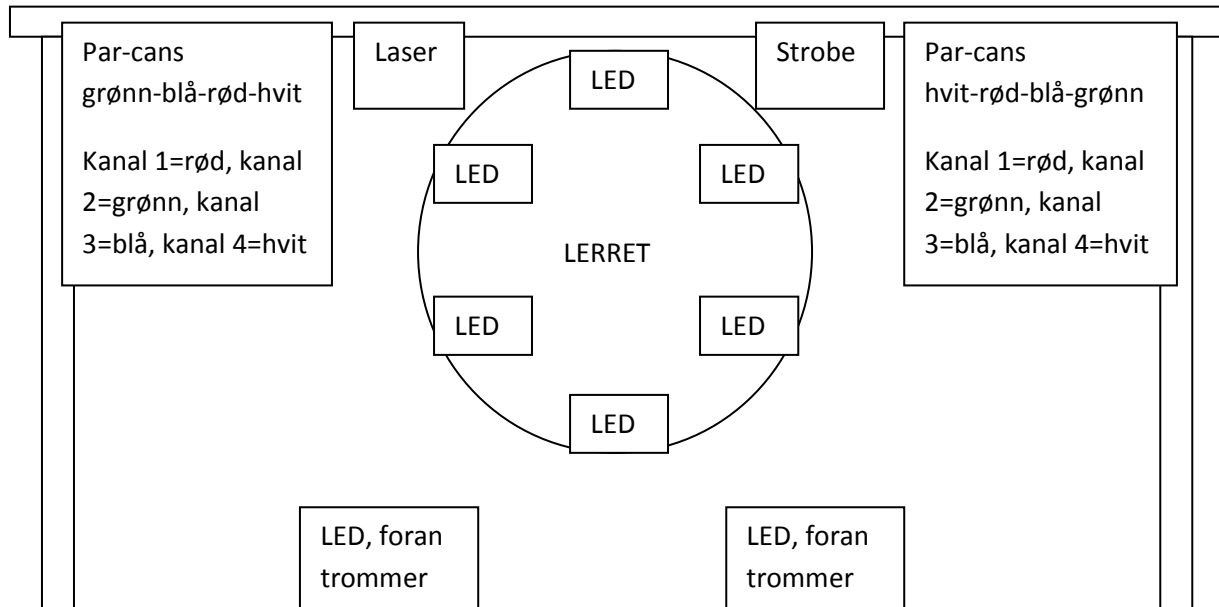 Par-cans
grønn-blå-rød-hvit
Kanal 1=rød, kanal
2=grønn, kanal
3=blå, kanal 4=hvit
Laser
LED
Strobe
Par-cans
hvit-rød-blå-grønn
Kanal 1=rød, kanal
2=grønn, kanal
3=blå, kanal 4=hvit
LED
LED
LERRET
LED
LED
LED
LED, foran
trommer
LED, foran
trommer